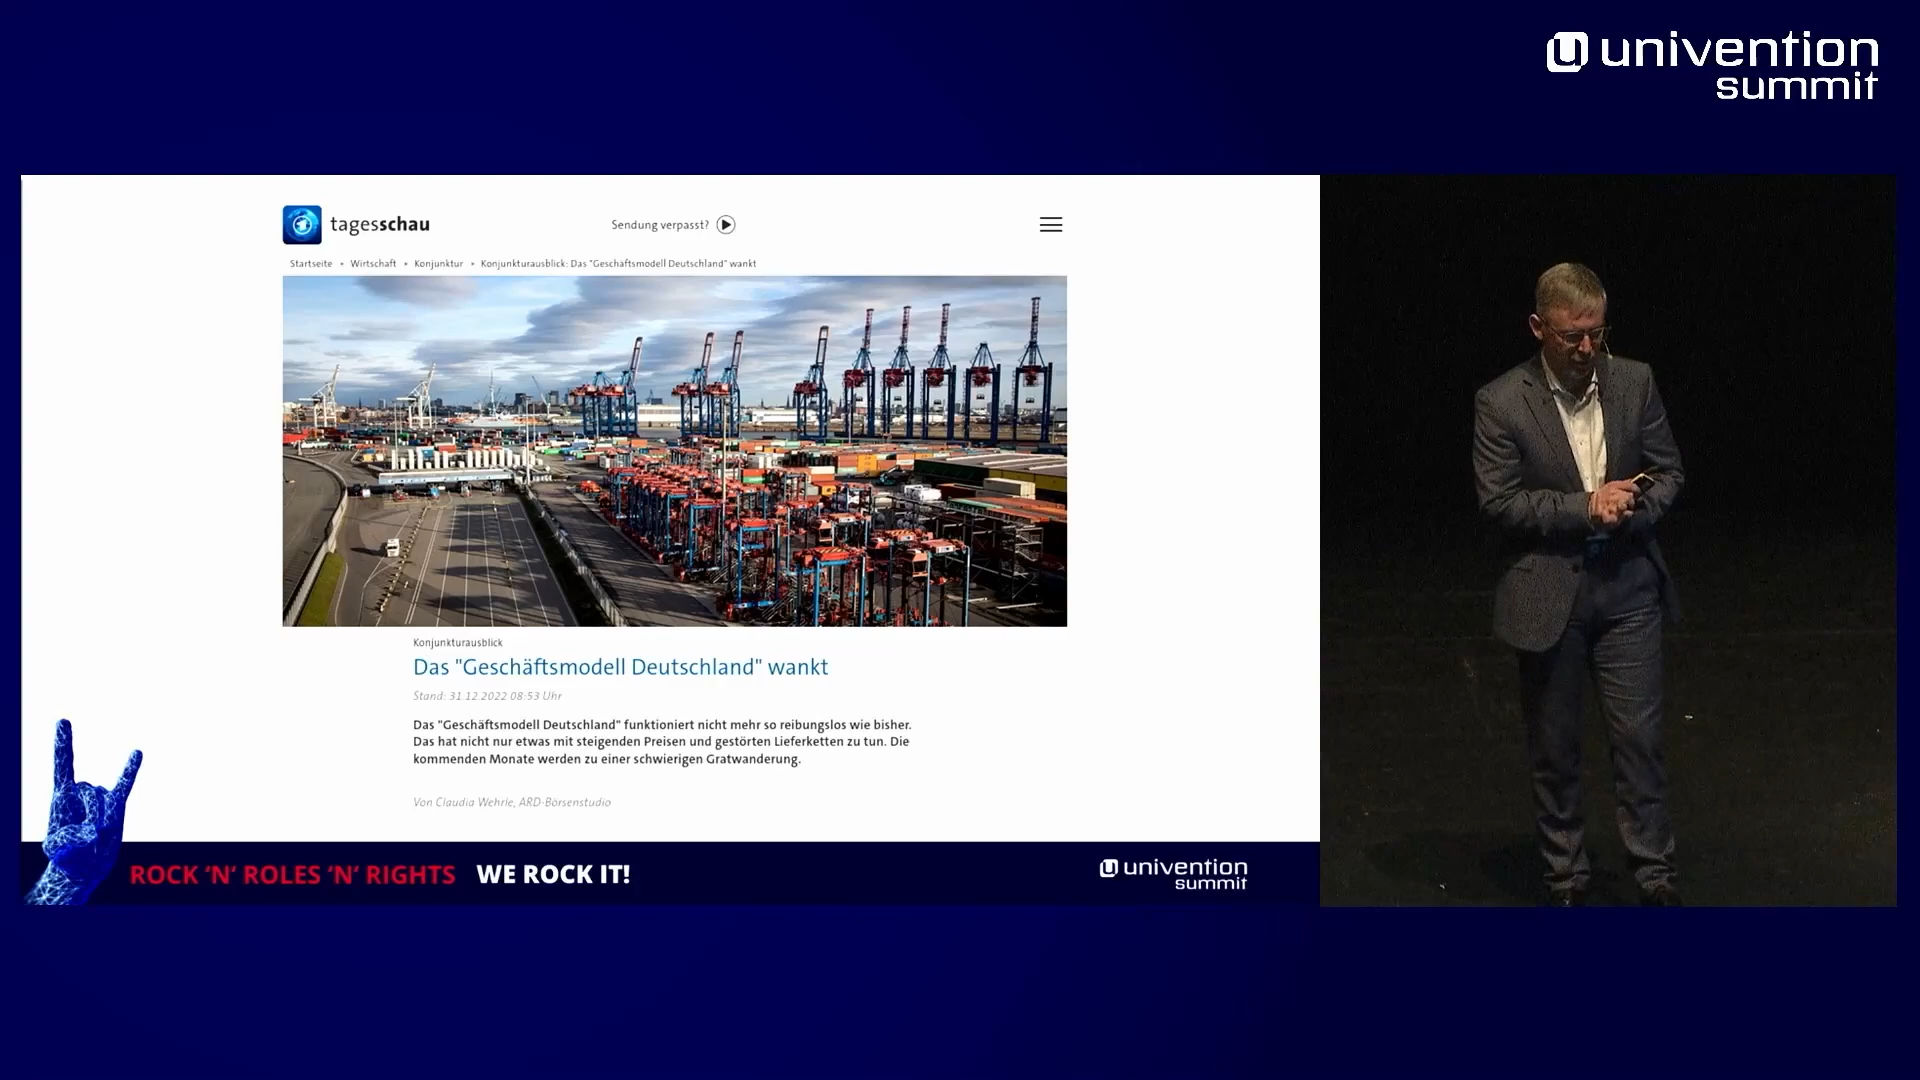 univention
summit
tagesschau
Sendung verpasst?
Startseite • Wirtschaft • Konjunktur • Konjunkturausblick: Das "Geschäftsmodell Deutschland" wankt
Konjunkturausblick
Das "Geschäftsmodell Deutschland" wankt
Stand: 31.12.2022 08:53 Uhr
Das "Geschäftsmodell Deutschland" funktioniert nicht mehr so reibungslos wie bisher.
Das hat nicht nur etwas mit steigenden Preisen und gestörten Lieferketten zu tun. Die
kommenden Monate werden zu einer schwierigen Gratwanderung.
Von Claudia Wehrle, ARD-Börsenstudio
ROCK ‘N‘ ROLES ‘N‘ RIGHTS WE ROCK IT!
univention
summit